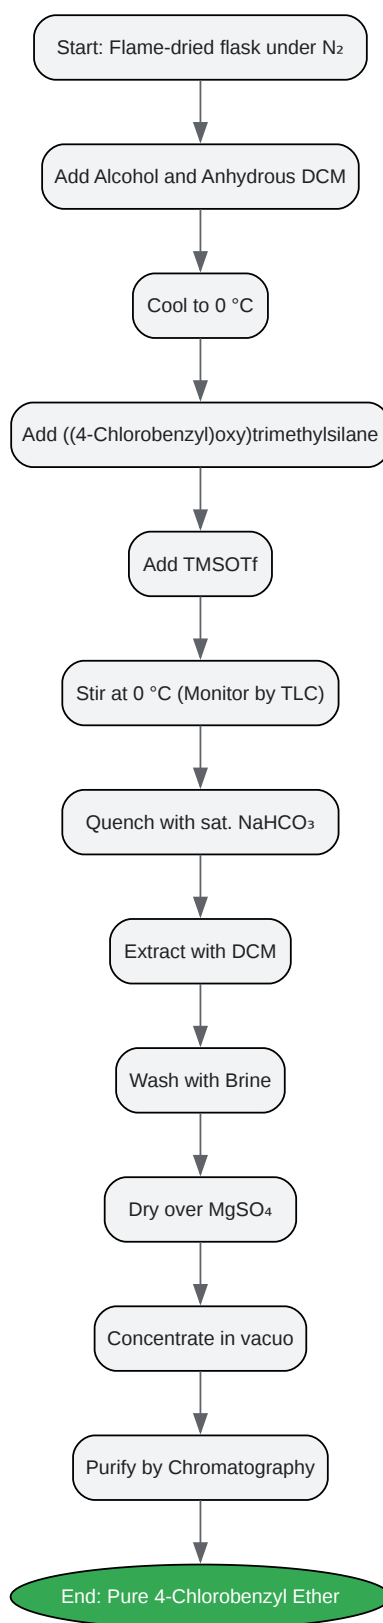 Start: Flame-dried flask under N₂
Add Alcohol and Anhydrous DCM
Cool to 0 °C
Add ((4-Chlorobenzyl)oxy)trimethylsilane
Add TMSOTf
Stir at 0 °C (Monitor by TLC)
Quench with sat. NaHCO₃
Extract with DCM
Wash with Brine
Dry over MgSO₄
Concentrate in vacuo
Purify by Chromatography
End: Pure 4-Chlorobenzyl Ether